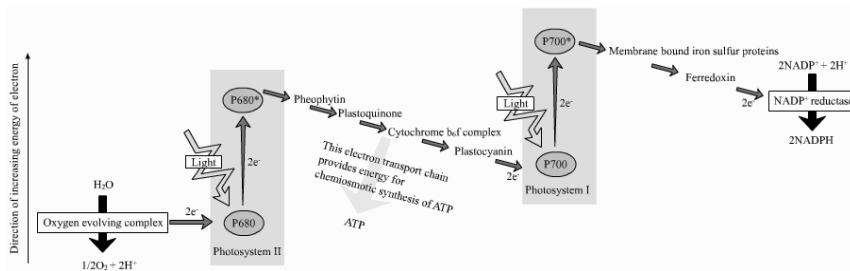 Direction of increasing energy of electron
H₂O
Oxygen evolving complex
1/2O₂ + 2H⁺
2e⁻
P680*
Light
2e⁻
P680
Photosystem II
Pheophytin
Plastoquinone
Cytochrome b₆f complex
Plastocyanin
This electron transport chain
provides energy for
chemiosmotic synthesis of ATP
ATP
2e⁻
P700*
Light
2e⁻
P700
Photosystem I
Membrane bound iron sulfur proteins
Ferredoxin
2e⁻
2NADP⁺ + 2H⁺
NADP⁺ reductase
2NADPH